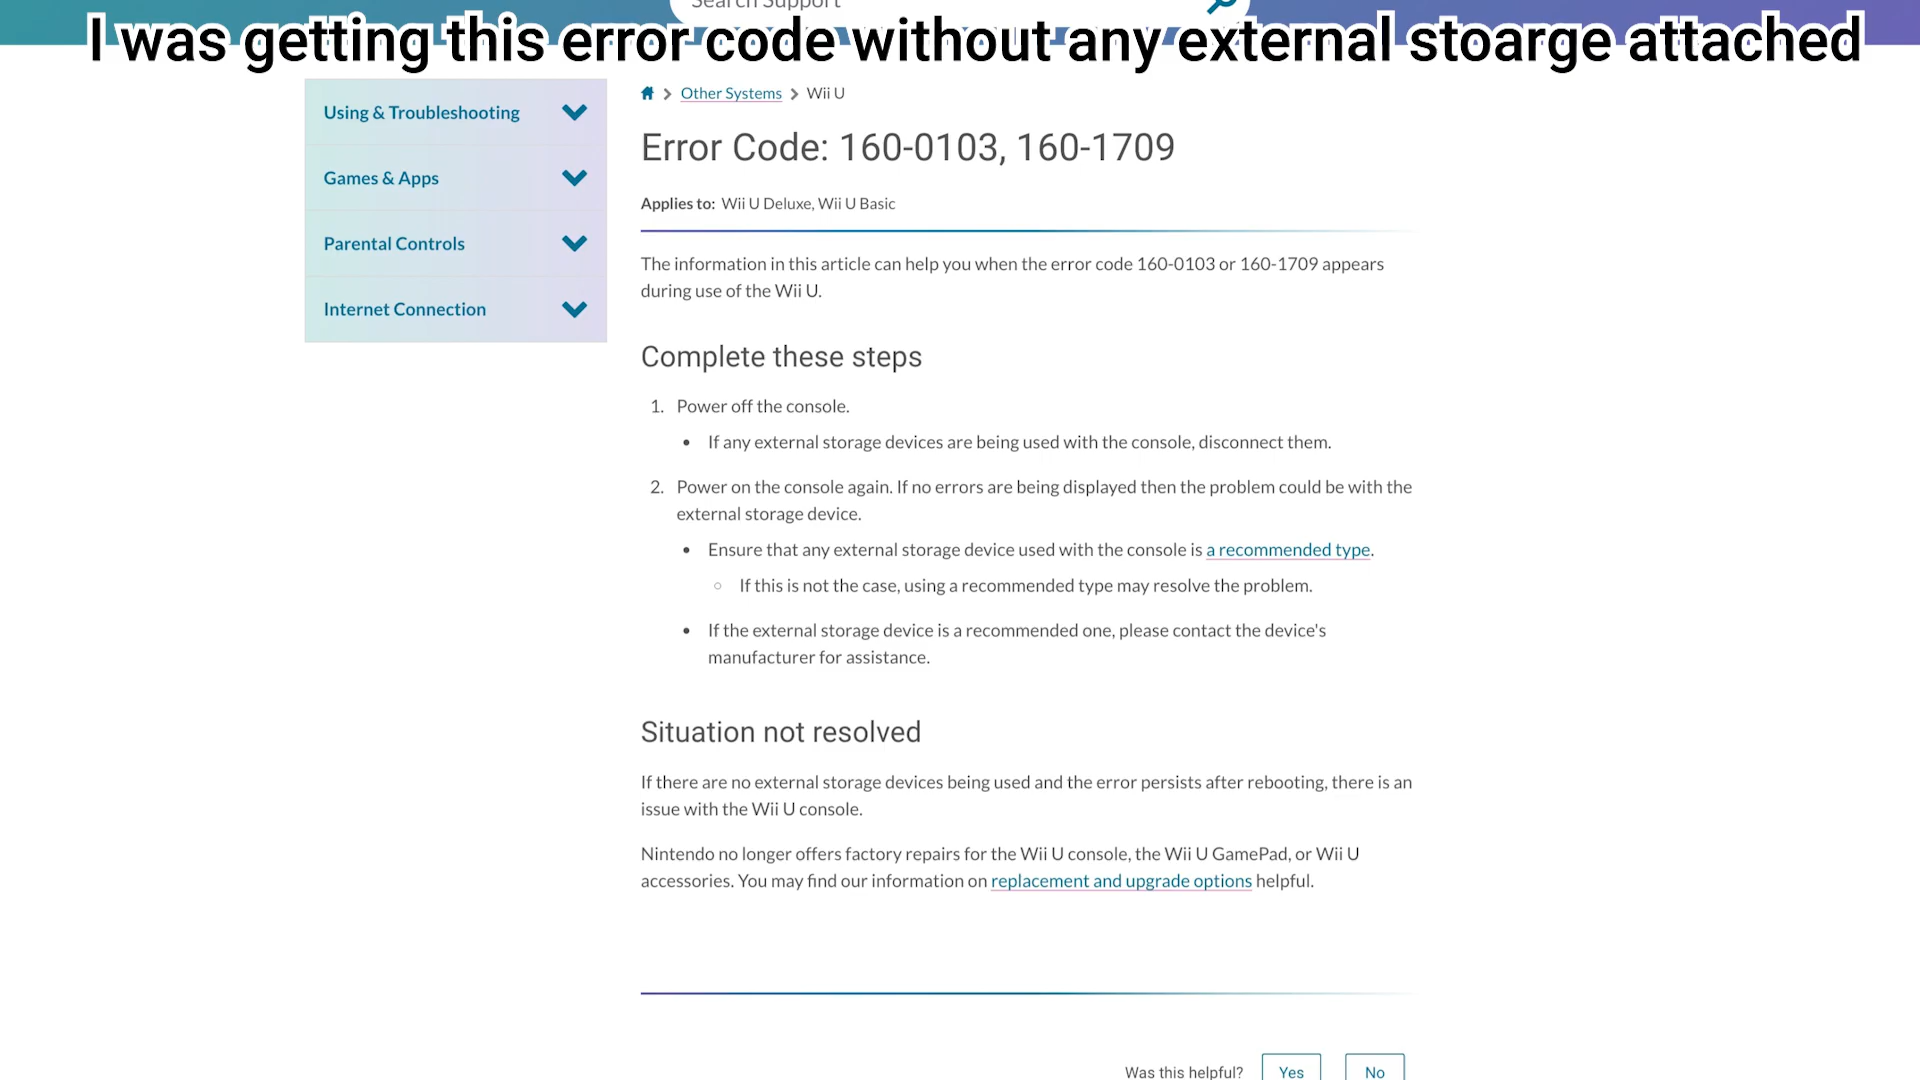 Search Support
I was getting this error code without any external stoarge attached
Using & Troubleshooting
Games & Apps
Parental Controls
Internet Connection
Other Systems Wii U
Error Code: 160-0103, 160-1709
Applies to: Wii U Deluxe, Wii U Basic
The information in this article can help you when the error code 160-0103 or 160-1709 appears
during use of the Wii U.
Complete these steps
1. Power off the console.
• If any external storage devices are being used with the console, disconnect them.
2. Power on the console again. If no errors are being displayed then the problem could be with the
external storage device.
• Ensure that any external storage device used with the console is a recommended type.
○ If this is not the case, using a recommended type may resolve the problem.
• If the external storage device is a recommended one, please contact the device's
manufacturer for assistance.
Situation not resolved
If there are no external storage devices being used and the error persists after rebooting, there is an
issue with the Wii U console.
Nintendo no longer offers factory repairs for the Wii U console, the Wii U GamePad, or Wii U
accessories. You may find our information on replacement and upgrade options helpful.
Was this helpful? Yes No